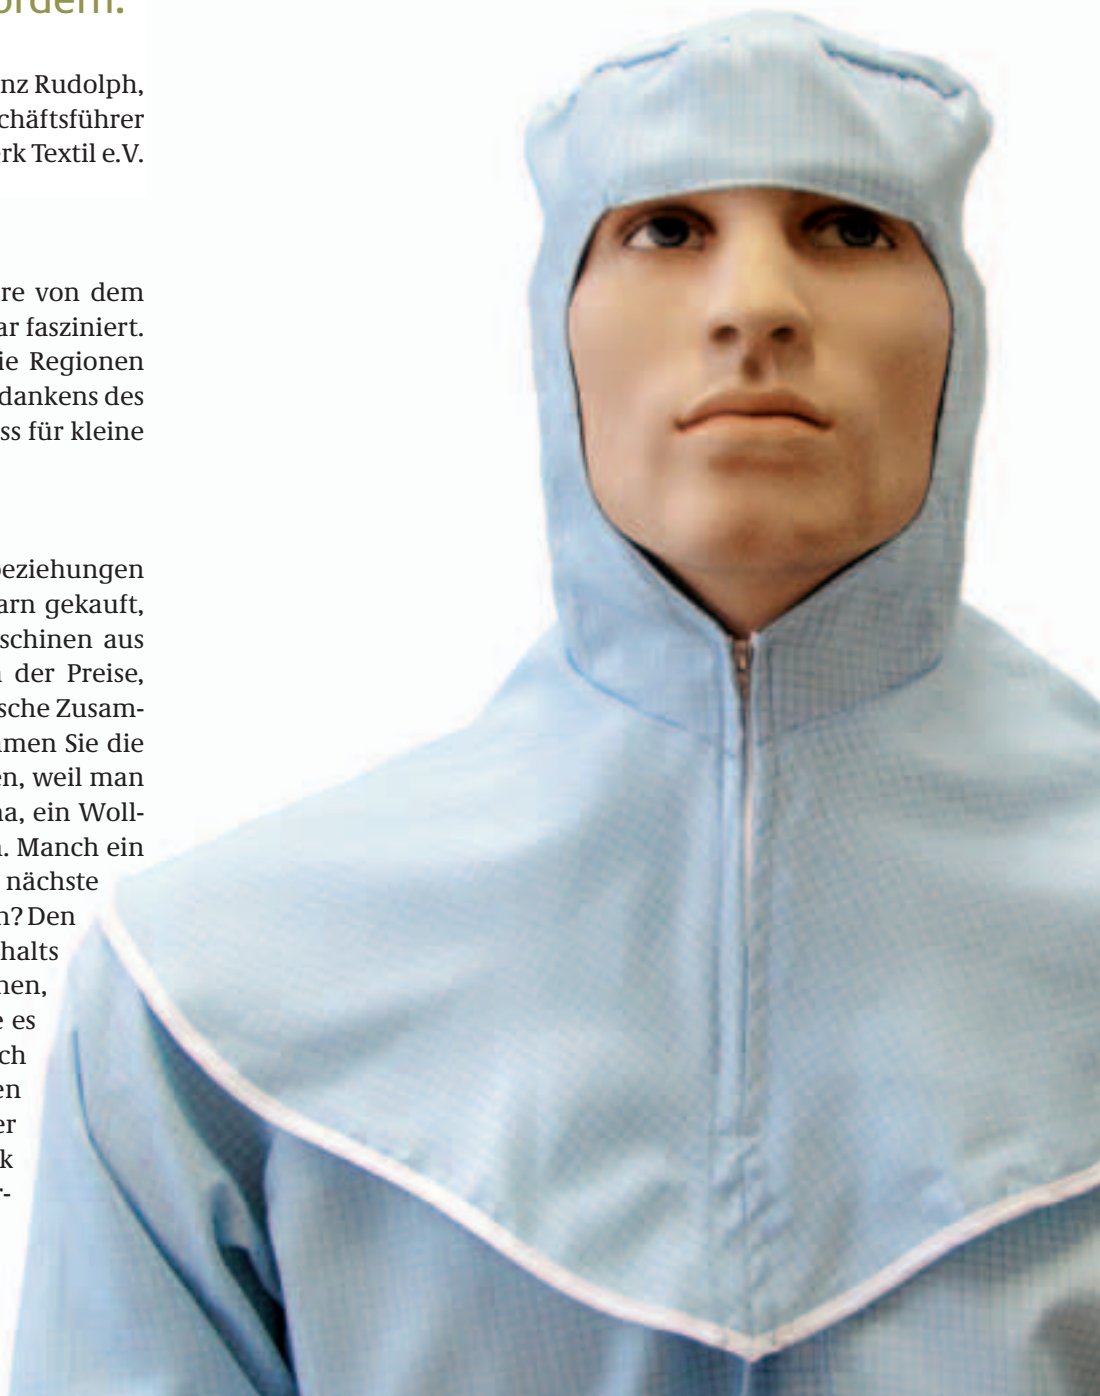 ordern.
nz Rudolph,
chäftsführer
rk Textil e.V.
re von dem
ar fasziniert.
ie Regionen
dankens des
ss für kleine
beziehungen
arn gekauft,
schinen aus
der Preise,
sche Zusam-
men Sie die
en, weil man
na, ein Woll-
n. Manch ein
nächste
n? Den
halts
nen,
e es
ch
en
er
k
r-